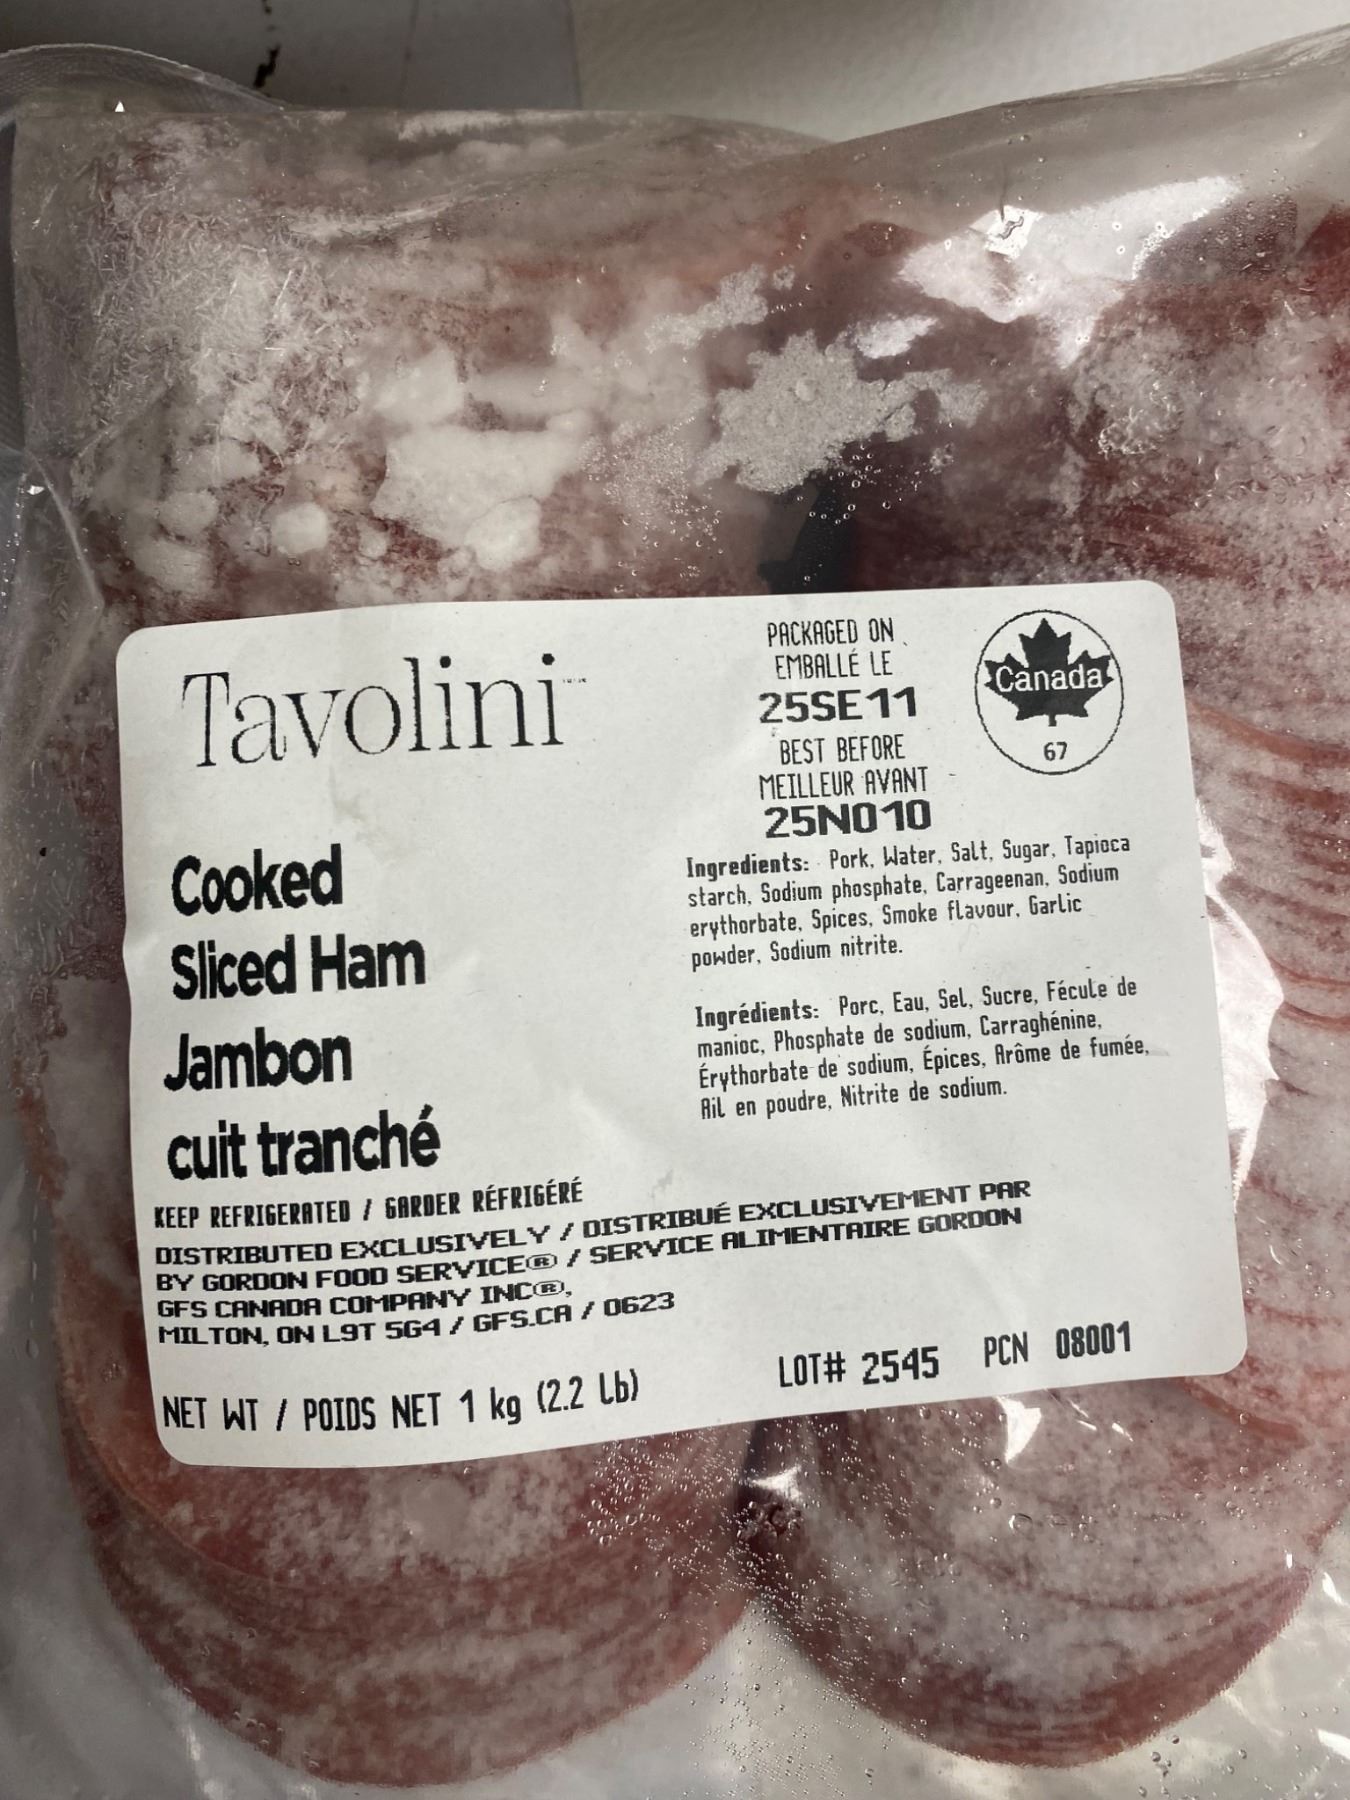 Tavolini
PACKAGED ON
EMBALLÉ LE
25SE11
BEST BEFORE
MEILLEUR AVANT
25NO10
Canada
67
Cooked
Sliced Ham
Jambon
cuit tranché
Ingredients: Pork, Water, Salt, Sugar, Tapioca
starch, Sodium phosphate, Carrageenan, Sodium
erythorbate, Spices, Smoke flavour, Garlic
powder, Sodium nitrite.
Ingrédients: Porc, Eau, Sel, Sucre, Fécule de
manioc, Phosphate de sodium, Carraghénine,
Érythorbate de sodium, Épices, Arôme de fumée,
Ail en poudre, Nitrite de sodium.
KEEP REFRIGERATED / GARDER RÉFRIGÉRÉ
DISTRIBUTED EXCLUSIVELY / DISTRIBUÉ EXCLUSIVEMENT PAR
BY GORDON FOOD SERVICE® / SERVICE ALIMENTAIRE GORDON
GFS CANADA COMPANY INC®,
MILTON, ON L9T 5G4 / GFS.CA / 0623
NET WT / POIDS NET 1 kg (2.2 Lb)
LOT# 2545 PCN 08001